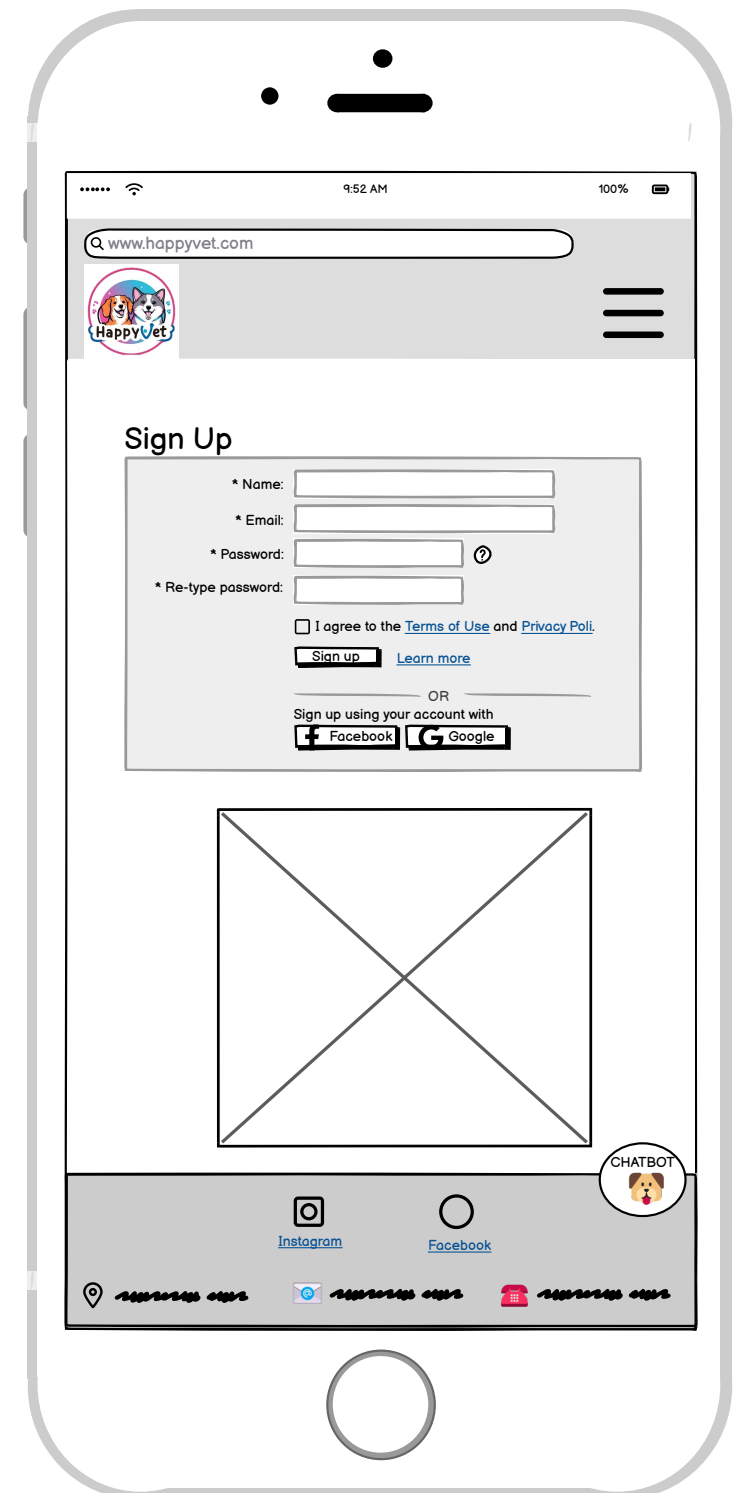 9:52 AM 100%
www.happyvet.com
HappyVet
Sign Up
* Name:
* Email:
* Password: ?
* Re-type password:
I agree to the Terms of Use and Privacy Poli.
Sign up Learn more
OR
Sign up using your account with
Facebook Google
CHATBOT
Instagram Facebook